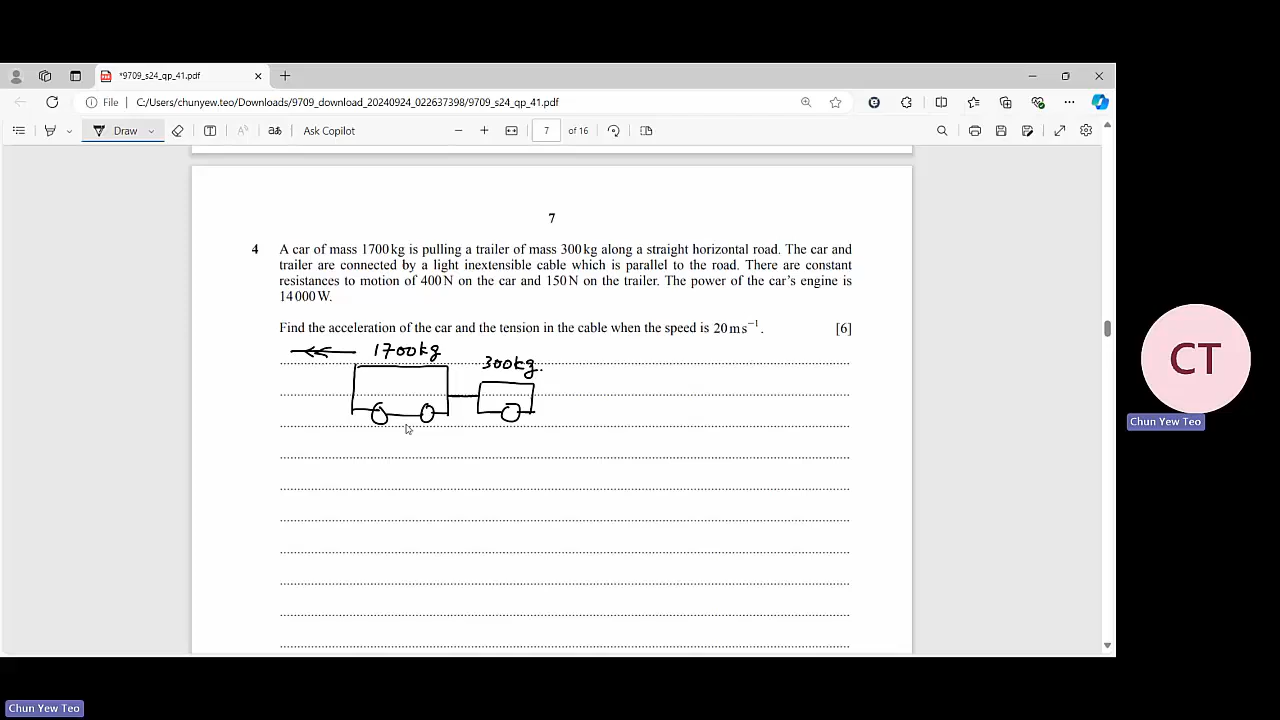 *9709_s24_qp_41.pdf
File
C:/Users/chunyew.teo/Downloads/9709_download_20240924_022637398/9709_s24_qp_41.pdf
Draw
aあ
Ask Copilot
7
of 16
7
4 A car of mass 1700 kg is pulling a trailer of mass 300 kg along a straight horizontal road. The car and
trailer are connected by a light inextensible cable which is parallel to the road. There are constant
resistances to motion of 400 N on the car and 150 N on the trailer. The power of the car's engine is
14 000 W.
Find the acceleration of the car and the tension in the cable when the speed is 20 m s⁻¹. [6]
1700kg
300kg.
CT
Chun Yew Teo
Chun Yew Teo